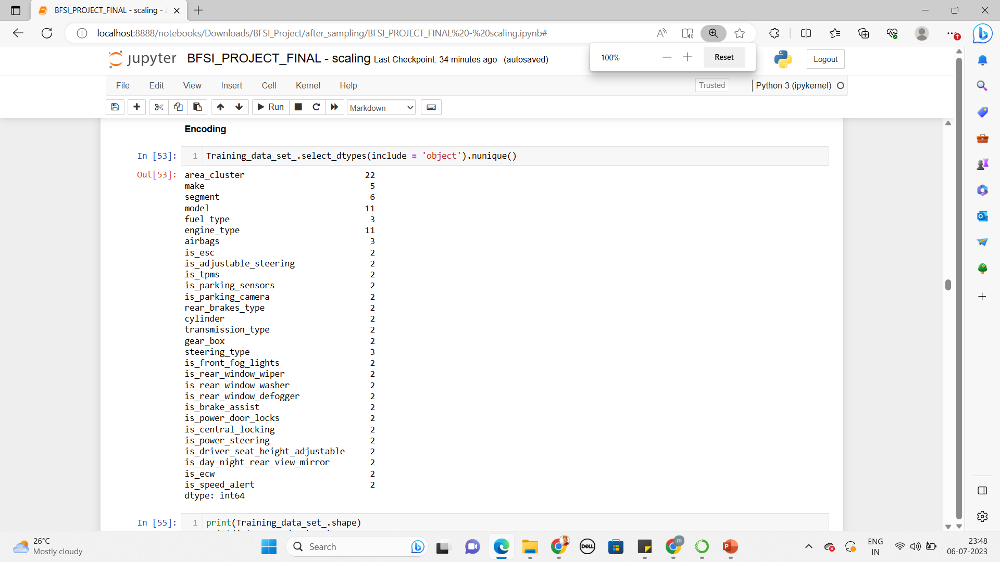 BFSI_PROJECT_FINAL - scaling - J
localhost:8888/notebooks/Downloads/BFSI_Project/after_sampling/BFSI_PROJECT_FINAL%20-%20scaling.ipynb#
100%
Reset
jupyter BFSI_PROJECT_FINAL - scaling Last Checkpoint: 34 minutes ago (autosaved)
Logout
File Edit View Insert Cell Kernel Help
Trusted
Python 3 (ipykernel)
Run
Markdown
Encoding
In [53]: 1 Training_data_set_.select_dtypes(include = 'object').nunique()
Out[53]: area_cluster 22
make 5
segment 6
model 11
fuel_type 3
engine_type 11
airbags 3
is_esc 2
is_adjustable_steering 2
is_tpms 2
is_parking_sensors 2
is_parking_camera 2
rear_brakes_type 2
cylinder 2
transmission_type 2
gear_box 2
steering_type 3
is_front_fog_lights 2
is_rear_window_wiper 2
is_rear_window_washer 2
is_rear_window_defogger 2
is_brake_assist 2
is_power_door_locks 2
is_central_locking 2
is_power_steering 2
is_driver_seat_height_adjustable 2
is_day_night_rear_view_mirror 2
is_ecw 2
is_speed_alert 2
dtype: int64
In [55]: 1 print(Training_data_set_.shape)
26°C
Mostly cloudy
Search
DELL
m
ENG
IN
23:48
06-07-2023